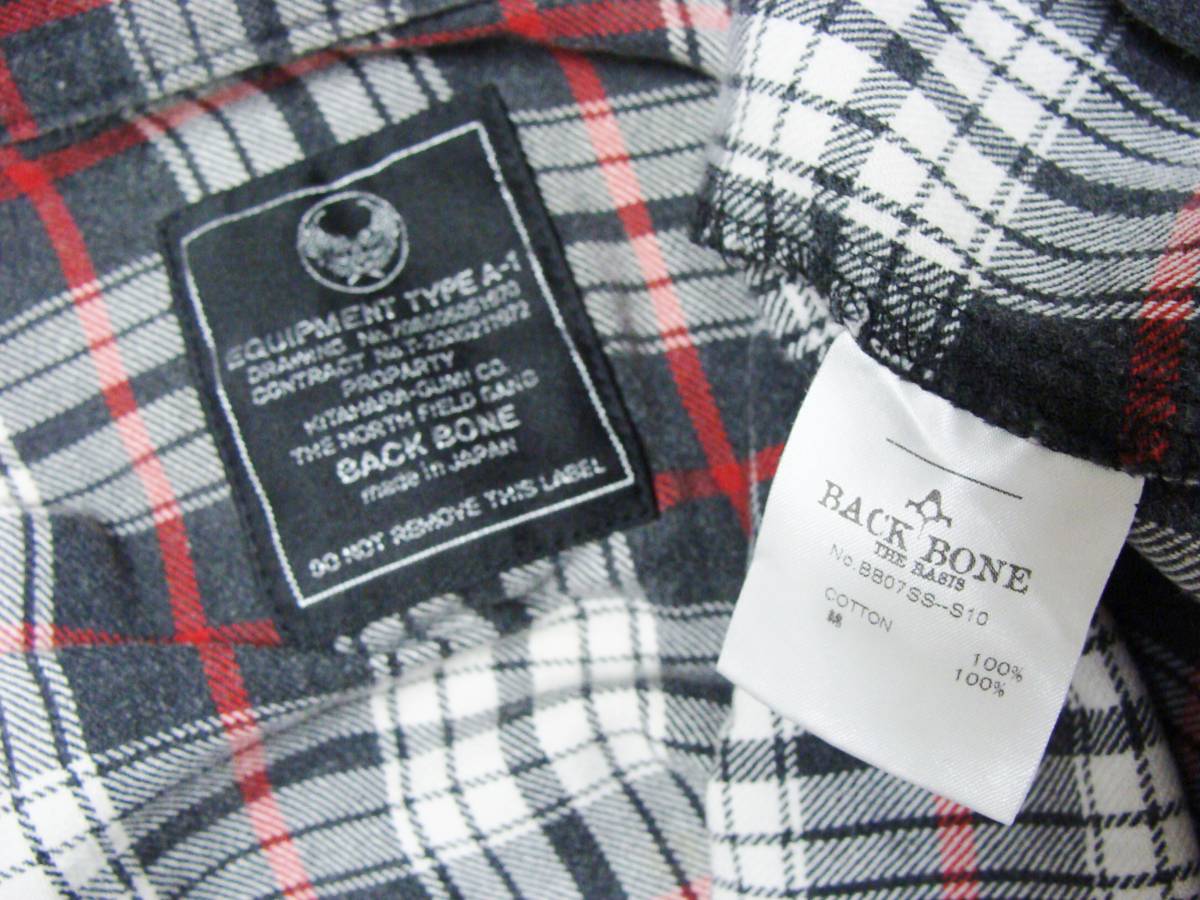 EQUIPMENT TYPE A-1
DRAWING NO.
CONTRACT NO.
PROPARTY
KITAHARA-GUMI CO.
THE NORTH FIELD GANG
BACK BONE
made in JAPAN
DO NOT REMOVE THIS LABEL
BACK BONE
THE BASIS
No.BB07SS--S10
COTTON 100%
綿 100%